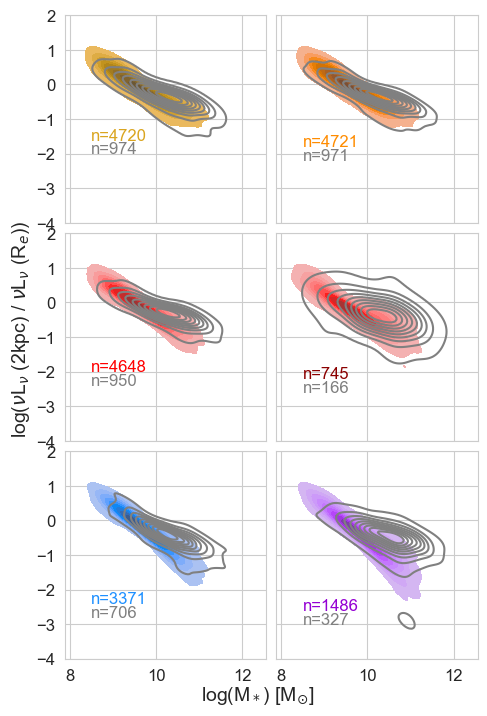 2
1
0
−1
−2
−3
−4
n=4720
n=974
n=4721
n=971
2
1
0
−1
−2
−3
−4
n=4648
n=950
n=745
n=166
2
1
0
−1
−2
−3
−4
n=3371
n=706
n=1486
n=327
8 10 12 8 10 12
log(νLν (2kpc) / νLν (Re))
log(M*) [M⊙]